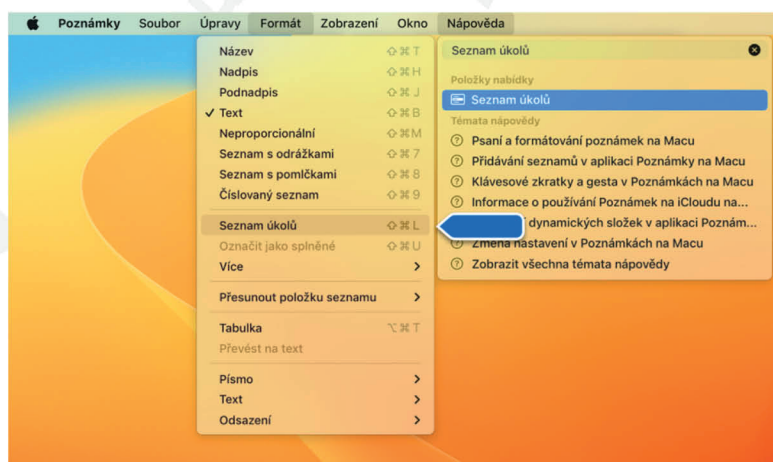 Poznámky Soubor Úpravy Formát Zobrazení Okno Nápověda
Název ⇧⌘T
Nadpis ⇧⌘H
Podnadpis ⇧⌘J
✓ Text ⇧⌘B
Neproporcionální ⇧⌘M
Seznam s odrážkami ⇧⌘7
Seznam s pomlčkami ⇧⌘8
Číslovaný seznam ⇧⌘9
Seznam úkolů ⇧⌘L
Označit jako splněné ⇧⌘U
Více >
Přesunout položku seznamu >
Tabulka ⌥⌘T
Převést na text
Písmo >
Text >
Odsazení >
Seznam úkolů
Položky nabídky
Seznam úkolů
Témata nápovědy
Psaní a formátování poznámek na Macu
Přidávání seznamů v aplikaci Poznámky na Macu
Klávesové zkratky a gesta v Poznámkách na Macu
Informace o používání Poznámek na iCloudu na...
dynamických složek v aplikaci Poznám...
Změna nastavení v Poznámkách na Macu
Zobrazit všechna témata nápovědy